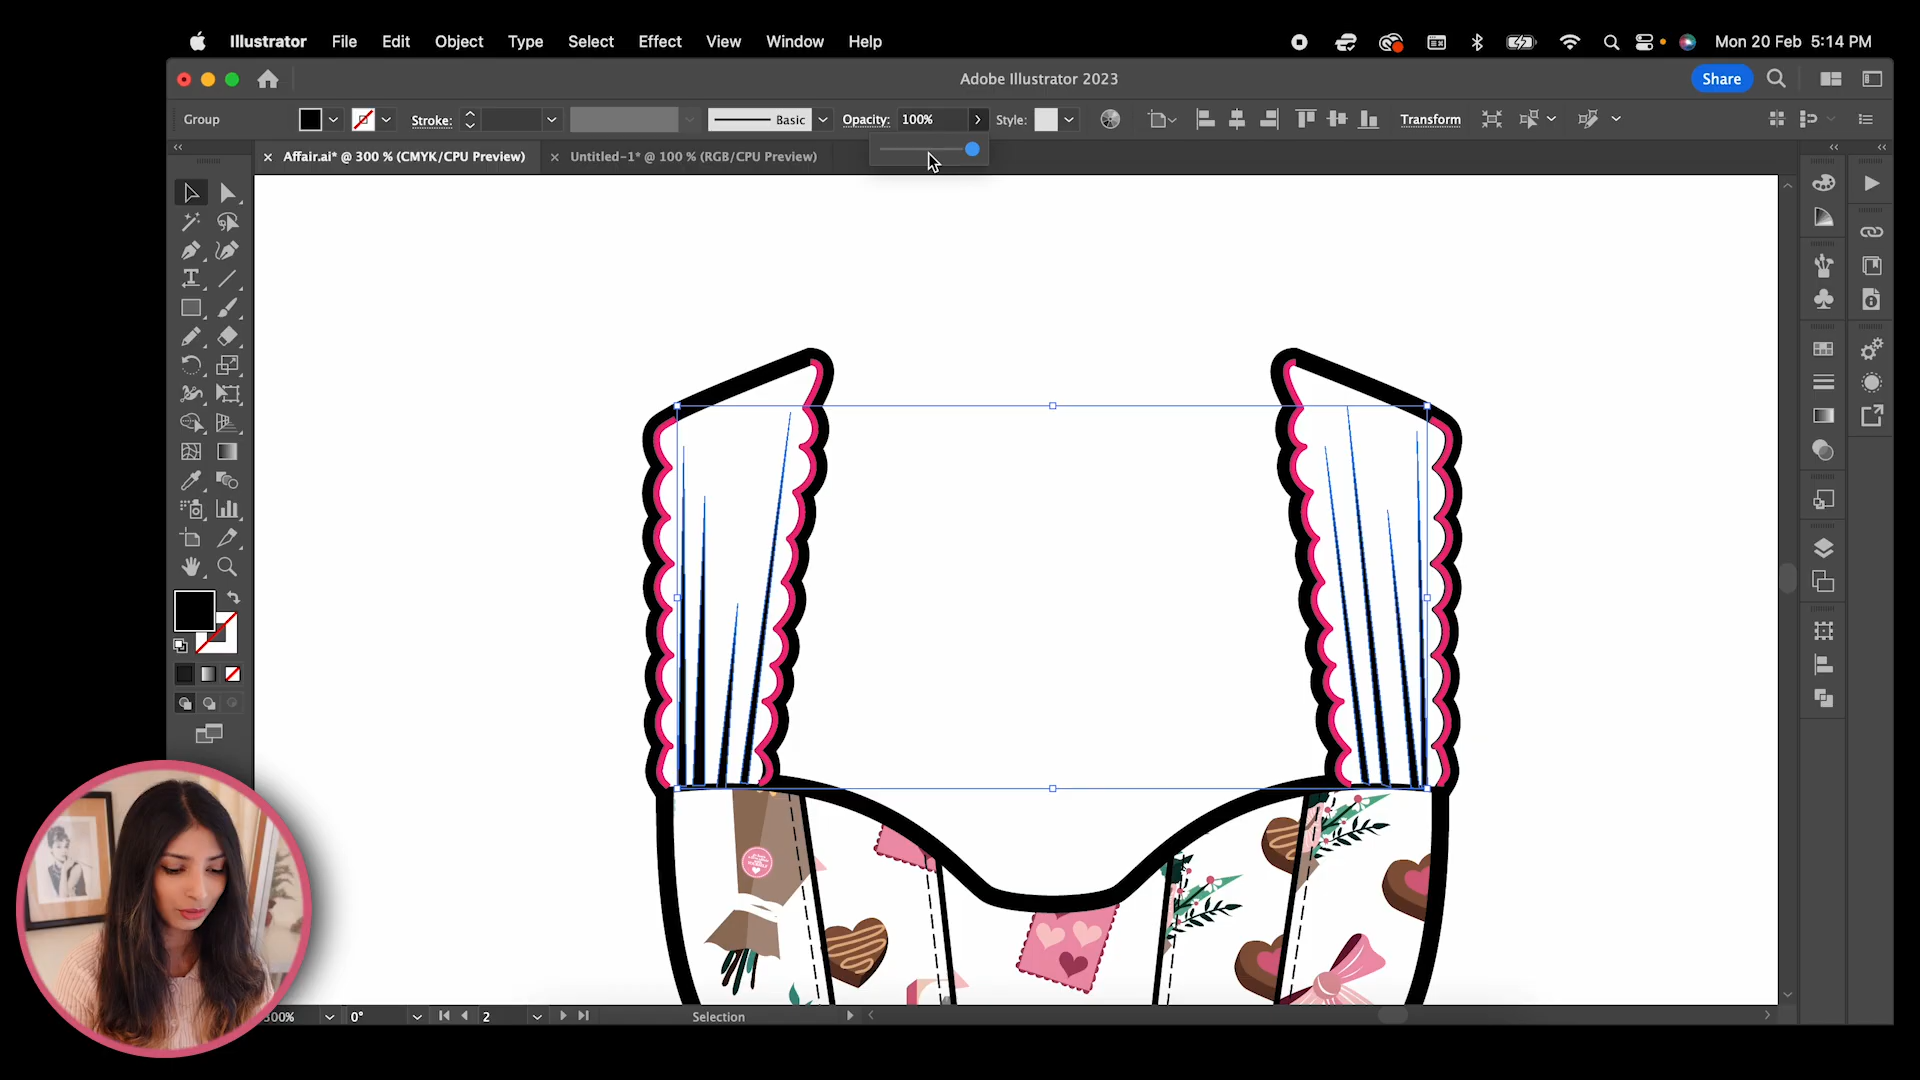 Illustrator File Edit Object Type Select Effect View Window Help Mon 20 Feb 5:14 PM
Adobe Illustrator 2023 Share
Group Stroke: Basic Opacity: 100% Style: Transform
Affair.ai* @ 300 % (CMYK/CPU Preview) Untitled-1* @ 100 % (RGB/CPU Preview)
300% 0° 2 Selection